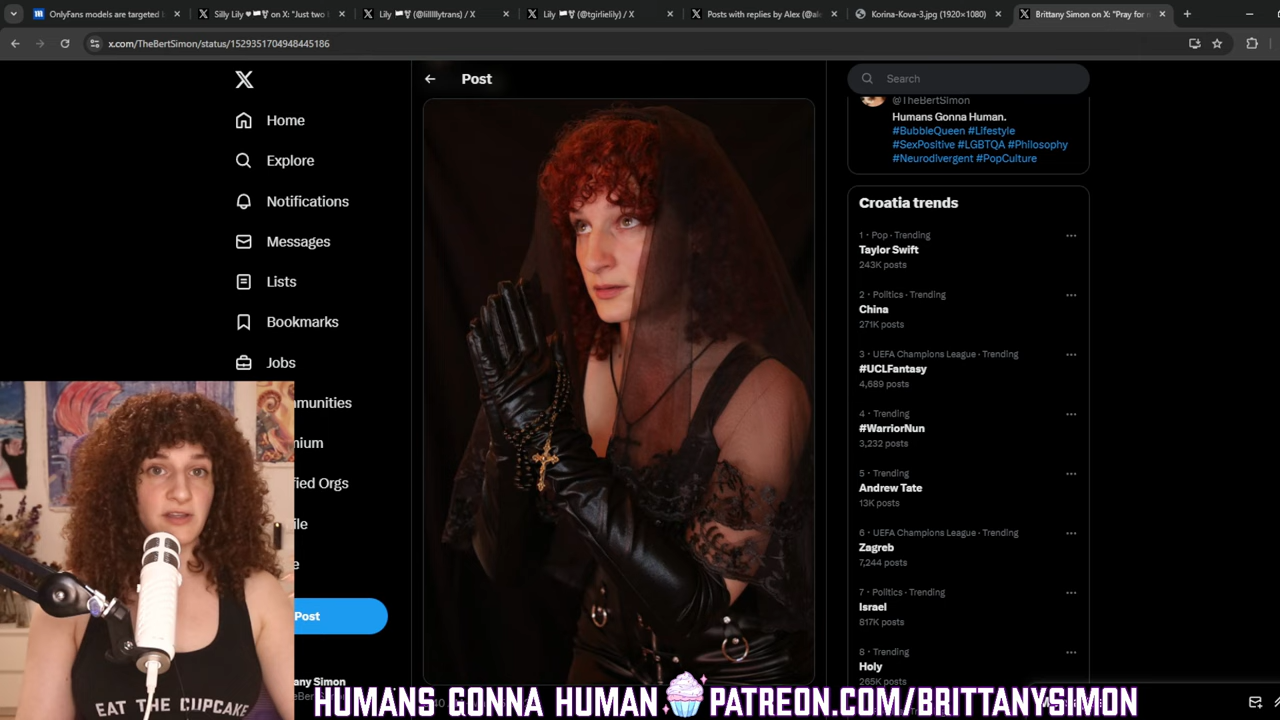 OnlyFans models are targeted
Silly Lily on X: "Just two
Lily (@lilllllytrans) / X
Lily (@tgirlielily) / X
Posts with replies by Alex (@al
Korina-Kova-3.jpg (1920×1080)
Brittany Simon on X: "Pray for
x.com/TheBertSimon/status/1529351704948445186
Home
Explore
Notifications
Messages
Lists
Bookmarks
Jobs
Post
Post
Search
@TheBertSimon
Humans Gonna Human.
#BubbleQueen #Lifestyle
#SexPositive #LGBTQA #Philosophy
#Neurodivergent #PopCulture
Croatia trends
1 · Pop · Trending
Taylor Swift
243K posts
2 · Politics · Trending
China
271K posts
3 · UEFA Champions League · Trending
#UCLFantasy
4,689 posts
4 · Trending
#WarriorNun
3,232 posts
5 · Trending
Andrew Tate
13K posts
6 · UEFA Champions League · Trending
Zagreb
7,244 posts
7 · Politics · Trending
Israel
817K posts
8 · Trending
Holy
265K posts
EAT THE CUPCAKE
HUMANS GONNA HUMAN PATREON.COM/BRITTANYSIMON